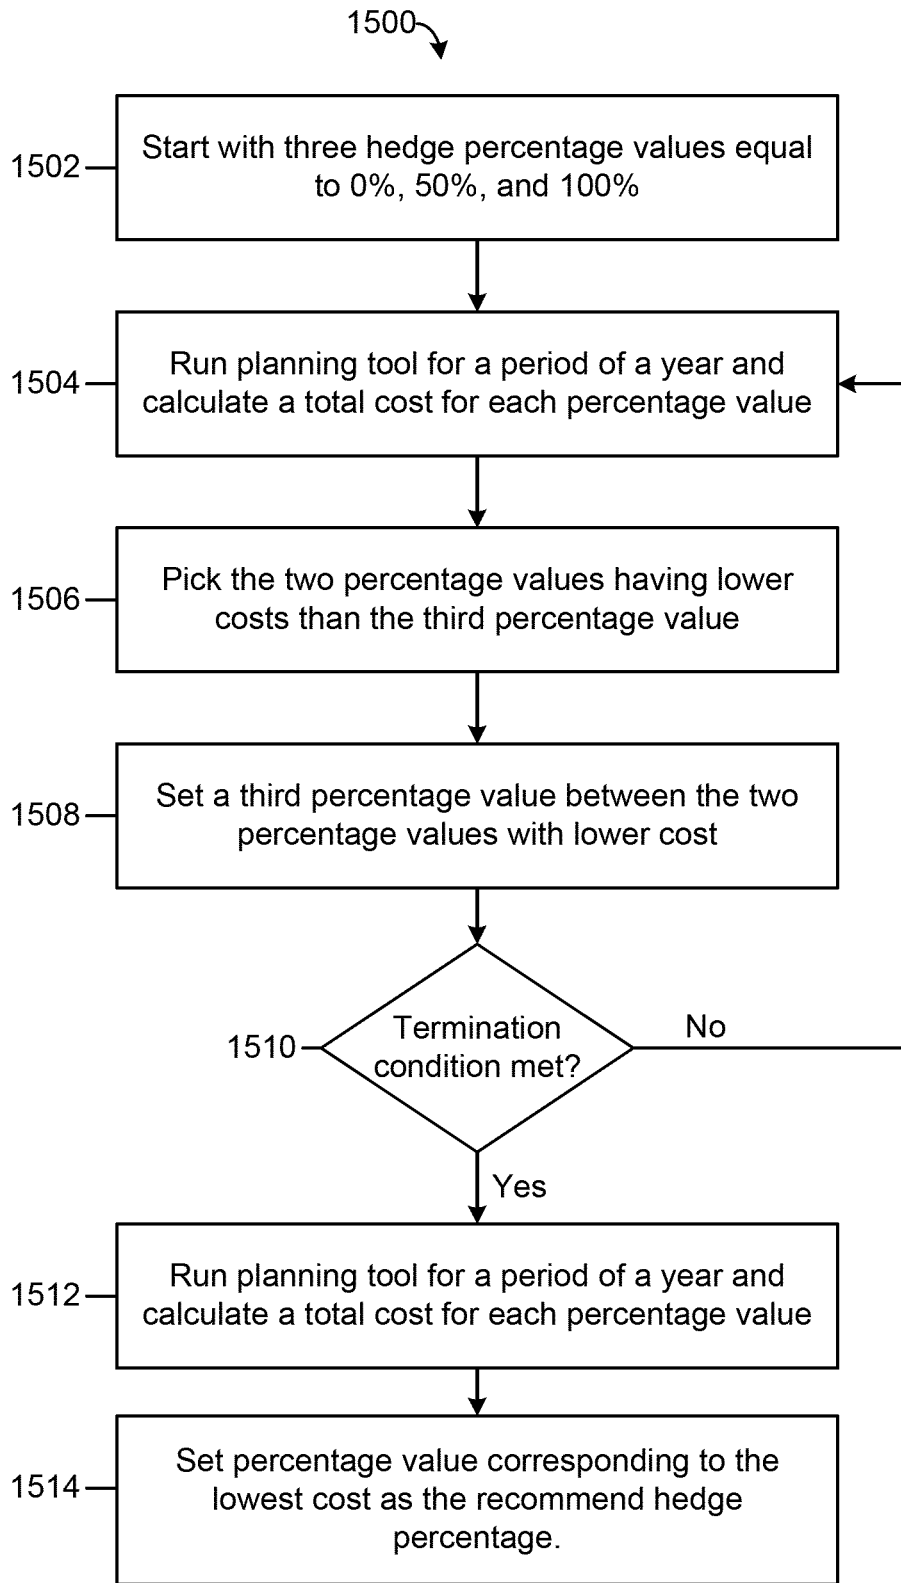 1500
1502
Start with three hedge percentage values equal
to 0%, 50%, and 100%
1504
Run planning tool for a period of a year and
calculate a total cost for each percentage value
1506
Pick the two percentage values having lower
costs than the third percentage value
1508
Set a third percentage value between the two
percentage values with lower cost
1510
Termination
condition met?
No
Yes
1512
Run planning tool for a period of a year and
calculate a total cost for each percentage value
1514
Set percentage value corresponding to the
lowest cost as the recommend hedge
percentage.